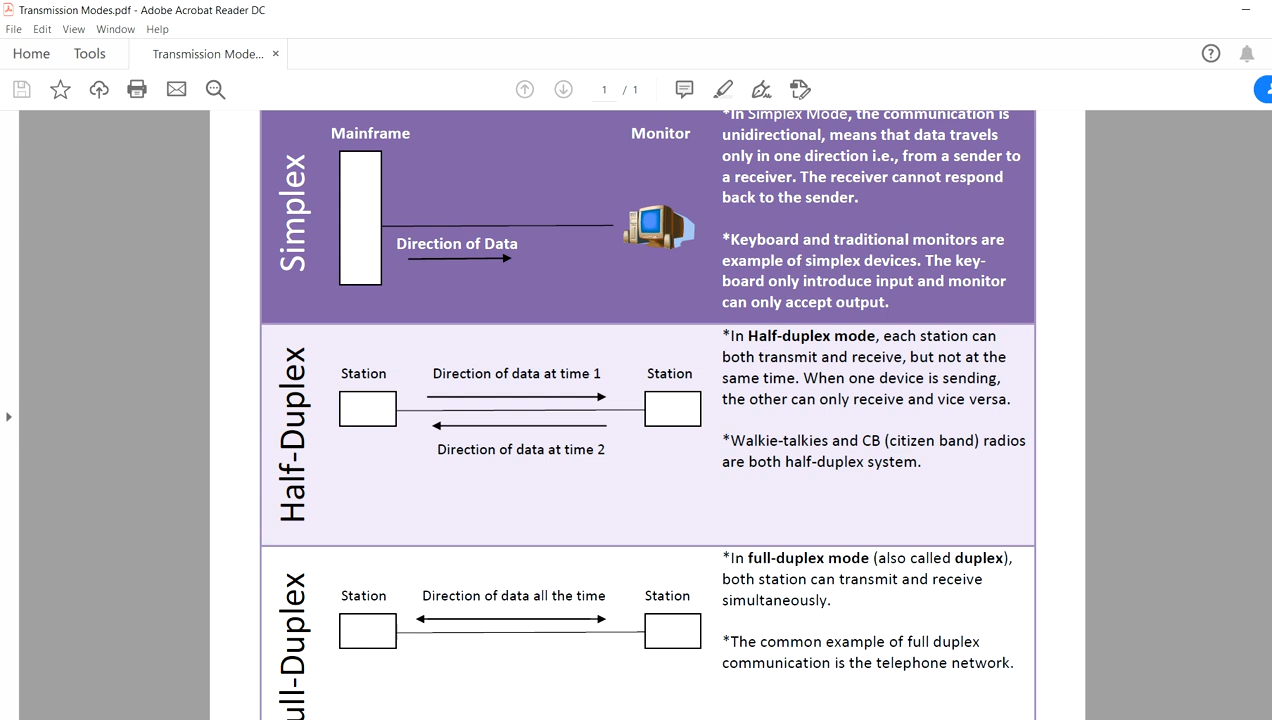 Transmission Modes.pdf - Adobe Acrobat Reader DC
File Edit View Window Help
Home Tools Transmission Mode... ×
1 / 1
Simplex
Mainframe
Monitor
Direction of Data
*In Simplex Mode, the communication is
unidirectional, means that data travels
only in one direction i.e., from a sender to
a receiver. The receiver cannot respond
back to the sender.
*Keyboard and traditional monitors are
example of simplex devices. The key-
board only introduce input and monitor
can only accept output.
Half-Duplex
Station
Direction of data at time 1
Station
Direction of data at time 2
*In Half-duplex mode, each station can
both transmit and receive, but not at the
same time. When one device is sending,
the other can only receive and vice versa.
*Walkie-talkies and CB (citizen band) radios
are both half-duplex system.
ull-Duplex
Station
Direction of data all the time
Station
*In full-duplex mode (also called duplex),
both station can transmit and receive
simultaneously.
*The common example of full duplex
communication is the telephone network.